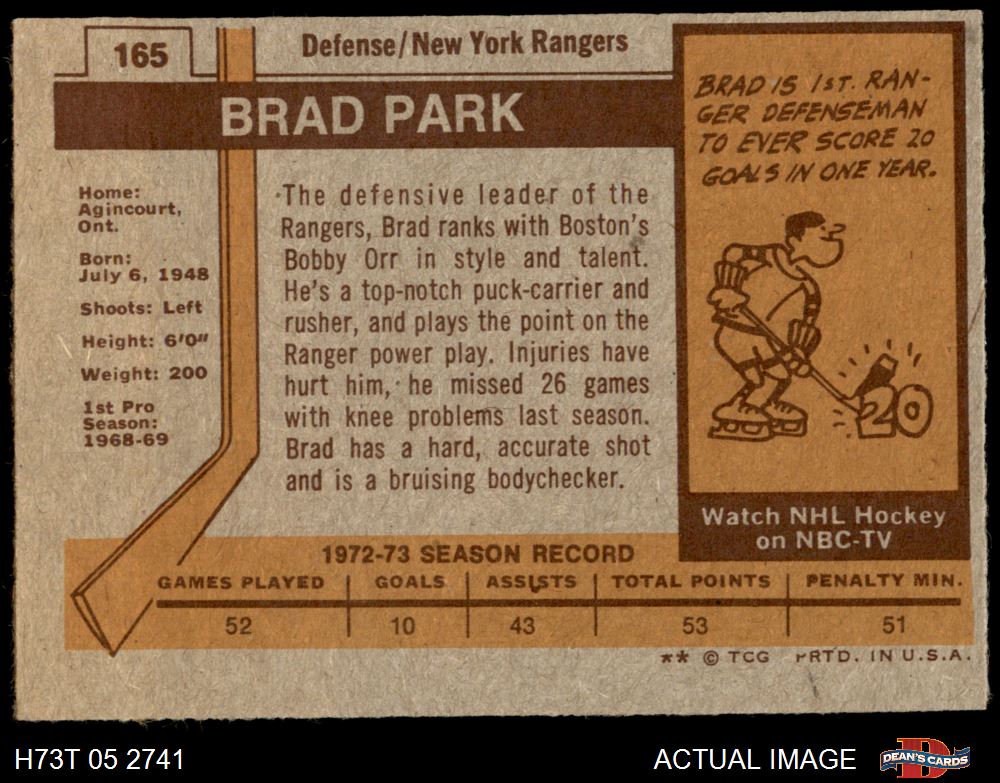 165
Defense/New York Rangers
BRAD PARK
Home:
Agincourt,
Ont.
Born:
July 6, 1948
Shoots: Left
Height: 6'0"
Weight: 200
1st Pro
Season:
1968-69
The defensive leader of the
Rangers, Brad ranks with Boston's
Bobby Orr in style and talent.
He's a top-notch puck-carrier and
rusher, and plays the point on the
Ranger power play. Injuries have
hurt him, he missed 26 games
with knee problems last season.
Brad has a hard, accurate shot
and is a bruising bodychecker.
BRAD IS 1ST. RAN-
GER DEFENSEMAN
TO EVER SCORE 20
GOALS IN ONE YEAR.
20
Watch NHL Hockey
on NBC-TV
1972-73 SEASON RECORD
GAMES PLAYED GOALS ASSISTS TOTAL POINTS PENALTY MIN.
52 10 43 53 51
** © TCG PRTD. IN U.S.A.
H73T 05 2741
ACTUAL IMAGE
D
DEAN'S CARDS